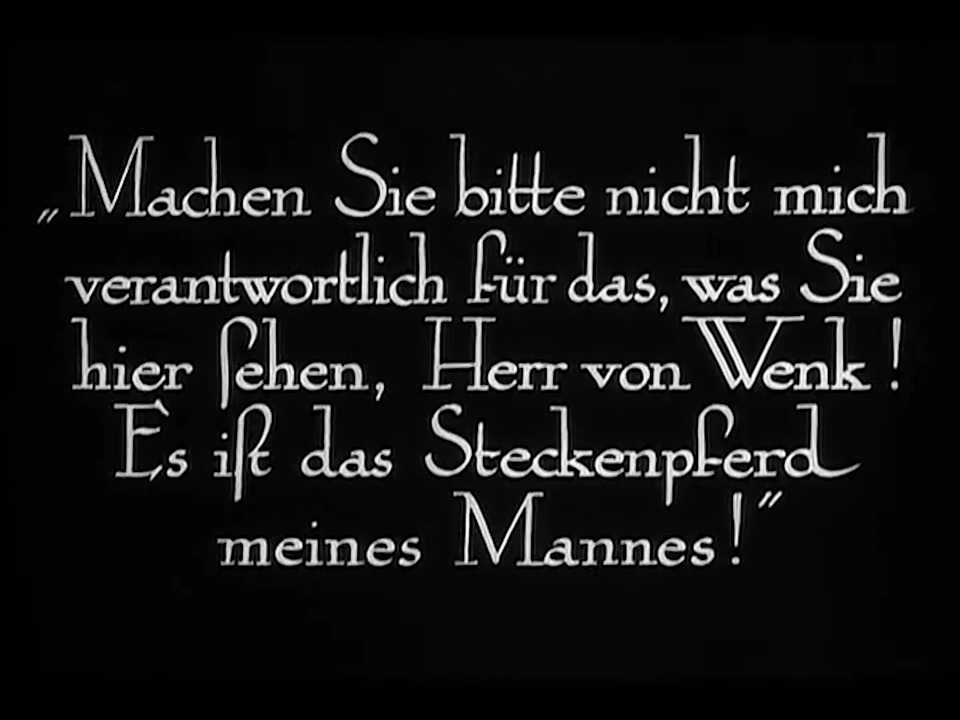 „Machen Sie bitte nicht mich
verantwortlich für das, was Sie
hier ſehen, Herr von Wenk!
Es iſt das Steckenpferd
meines Mannes!”